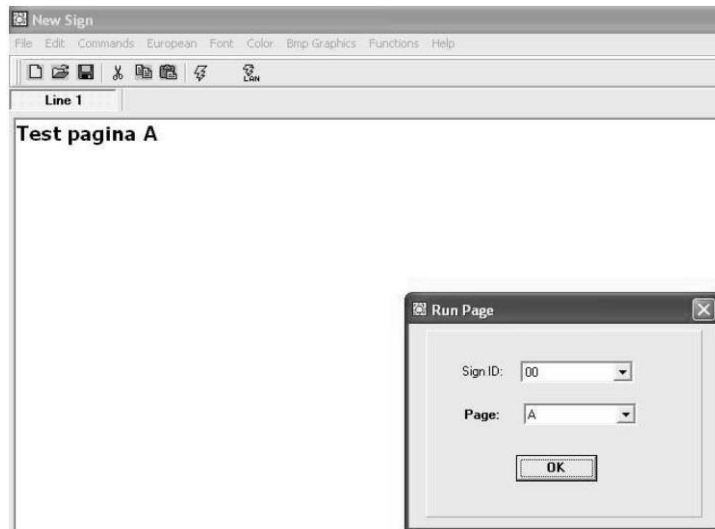 New Sign
File Edit Commands European Font Color Bmp Graphics Functions Help
LAN
Line 1
Test pagina A
Run Page
Sign ID: 00
Page: A
OK